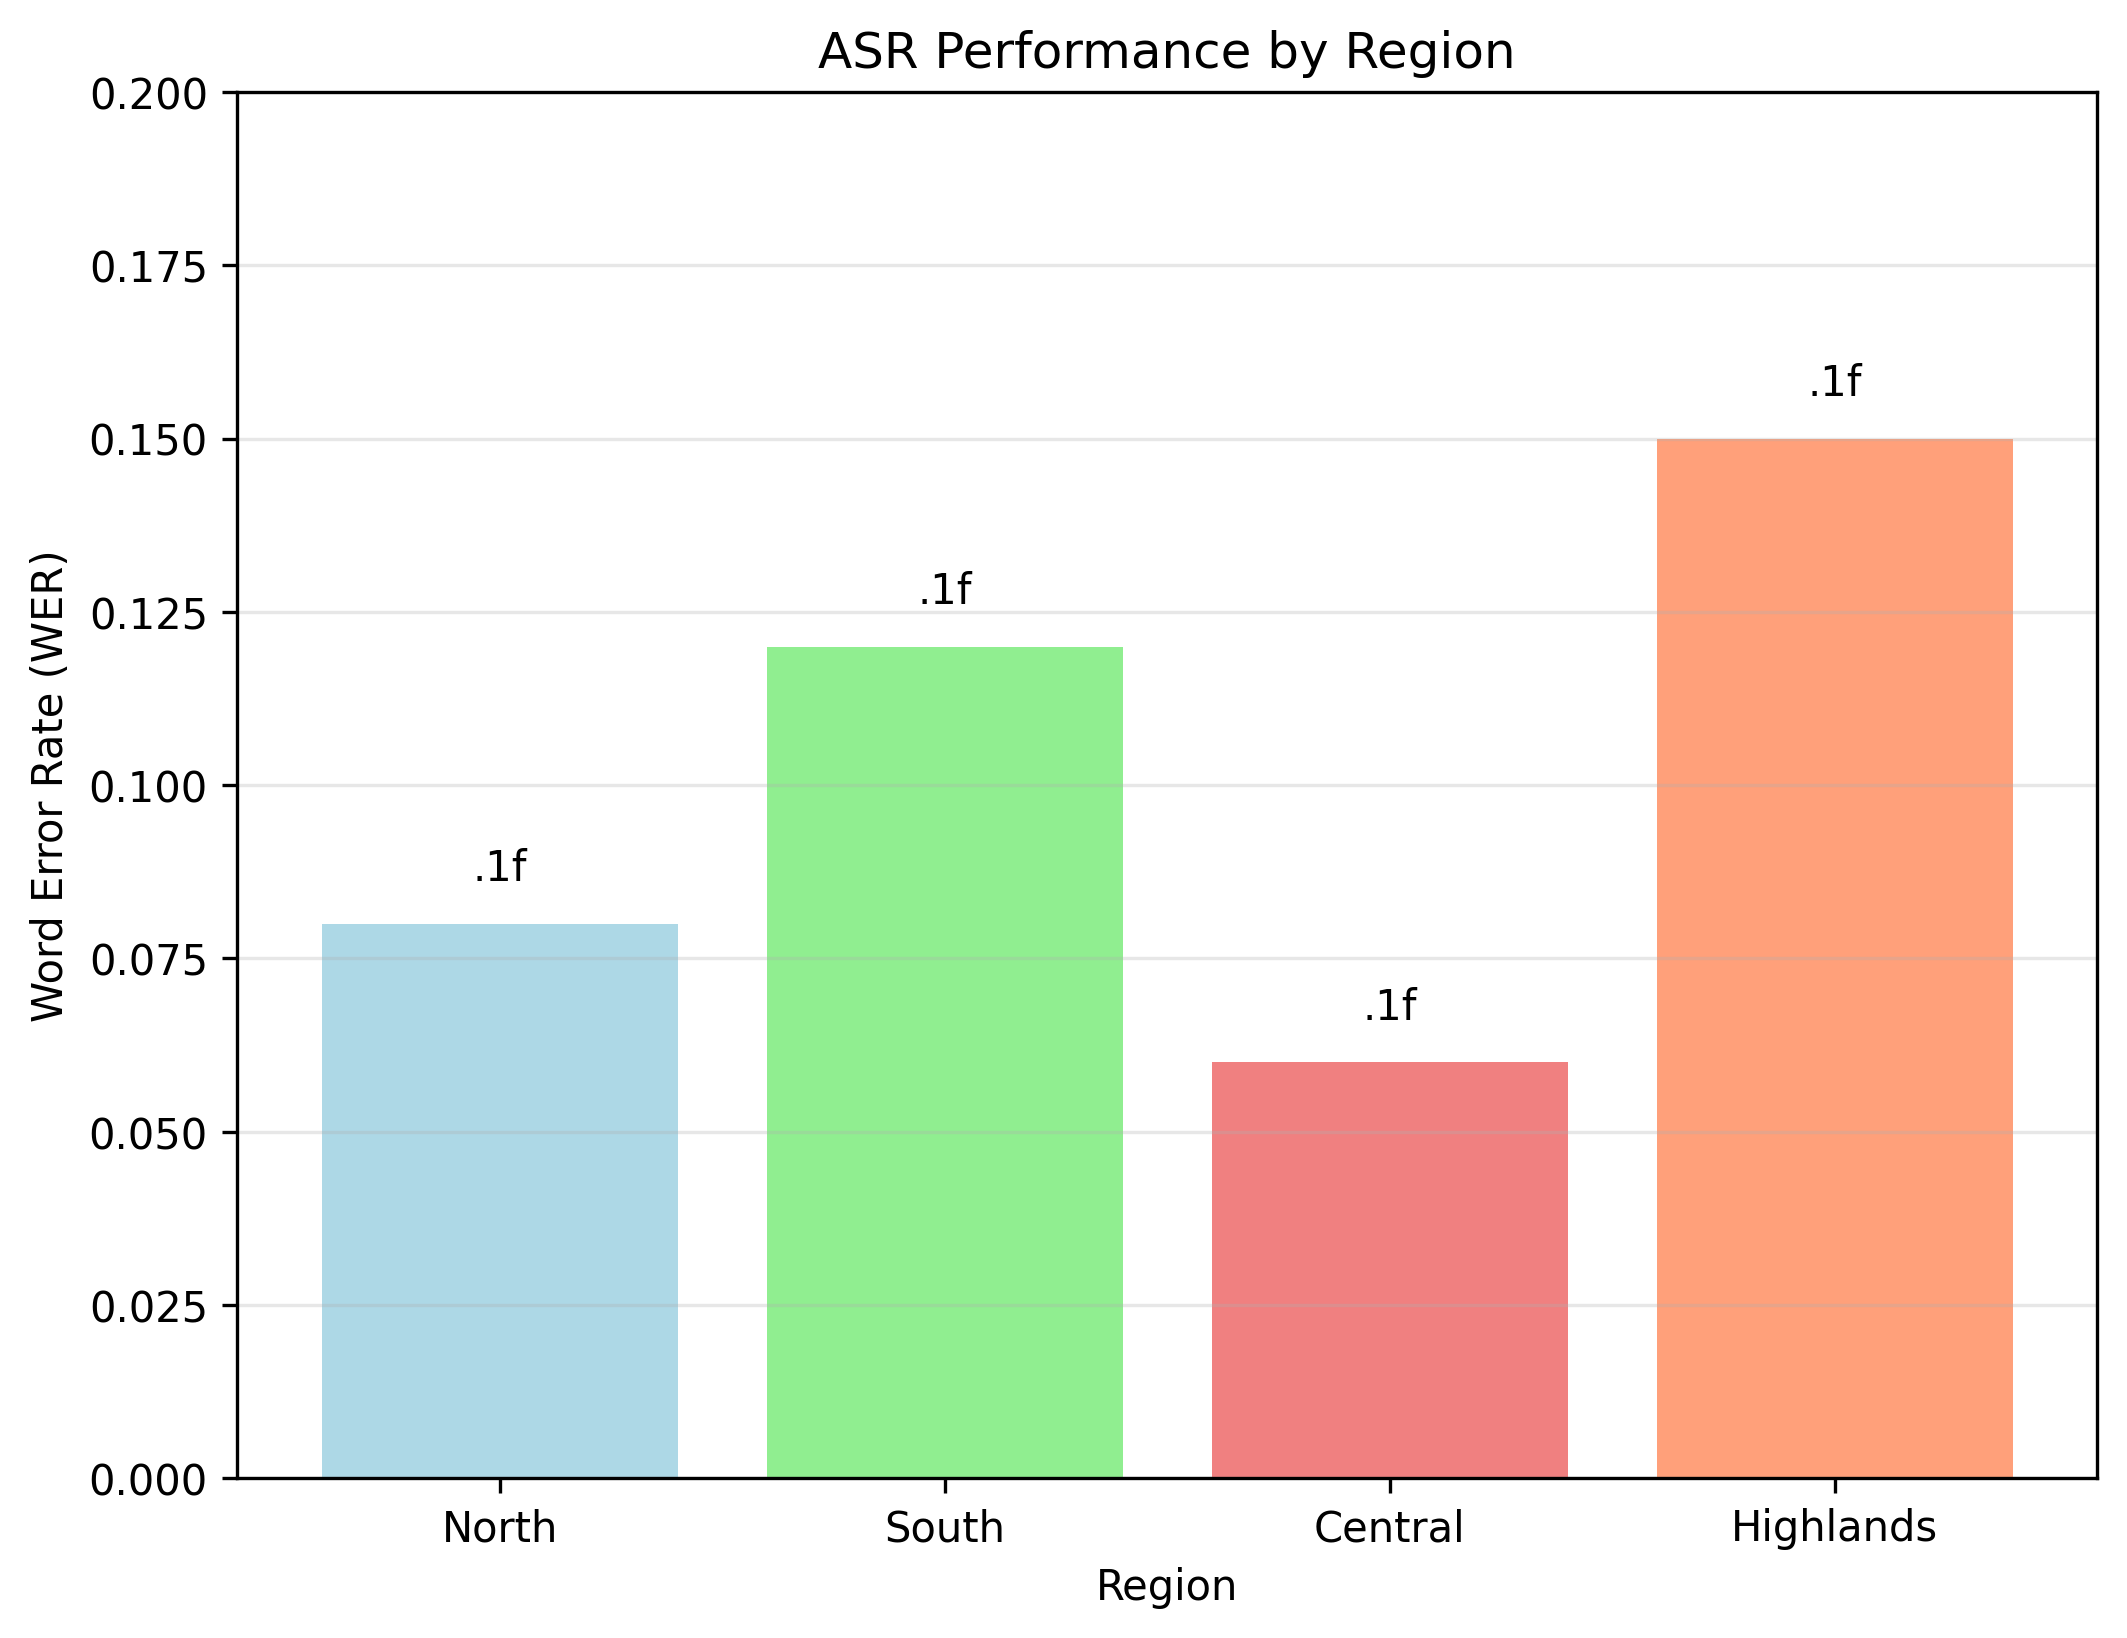 ASR Performance by Region
0.200
0.175
.1f
0.150
.1f
0.125
Word Error Rate (WER)
0.100
.1f
0.075
.1f
0.050
0.025
0.000
North South Central Highlands
Region